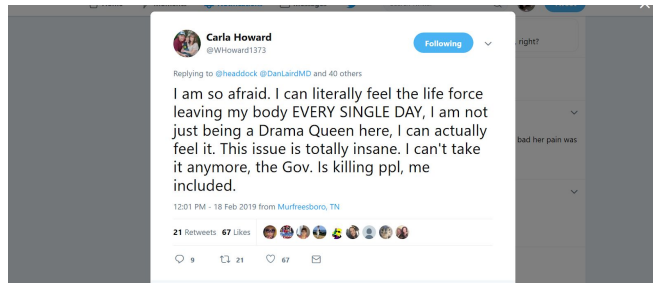 Carla Howard
@WHoward1373
Following
right?
Replying to @headdock @DanLairdMD and 40 others
I am so afraid. I can literally feel the life force
leaving my body EVERY SINGLE DAY, I am not
just being a Drama Queen here, I can actually
feel it. This issue is totally insane. I can't take
it anymore, the Gov. Is killing ppl, me
included.
bad her pain was
12:01 PM - 18 Feb 2019 from Murfreesboro, TN
21 Retweets 67 Likes
9 21 67